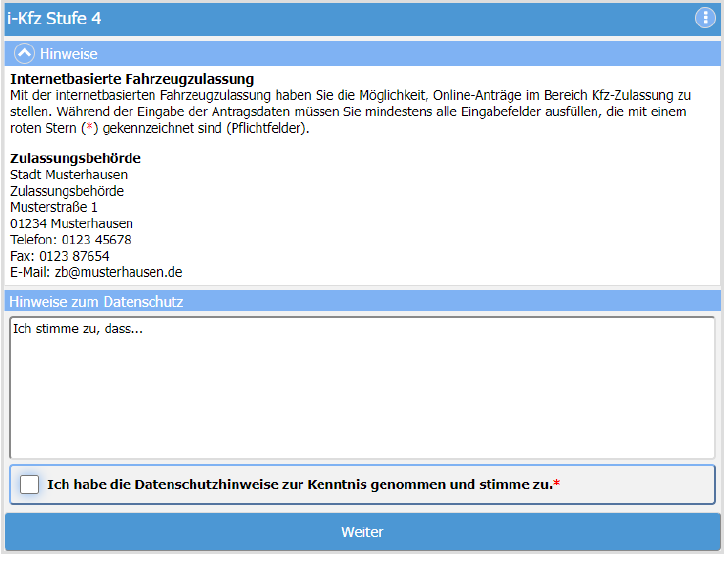 i-Kfz Stufe 4
Hinweise
Internetbasierte Fahrzeugzulassung
Mit der internetbasierten Fahrzeugzulassung haben Sie die Möglichkeit, Online-Anträge im Bereich Kfz-Zulassung zu
stellen. Während der Eingabe der Antragsdaten müssen Sie mindestens alle Eingabefelder ausfüllen, die mit einem
roten Stern (*) gekennzeichnet sind (Pflichtfelder).
Zulassungsbehörde
Stadt Musterhausen
Zulassungsbehörde
Musterstraße 1
01234 Musterhausen
Telefon: 0123 45678
Fax: 0123 87654
E-Mail: zb@musterhausen.de
Hinweise zum Datenschutz
Ich stimme zu, dass...
Ich habe die Datenschutzhinweise zur Kenntnis genommen und stimme zu.*
Weiter